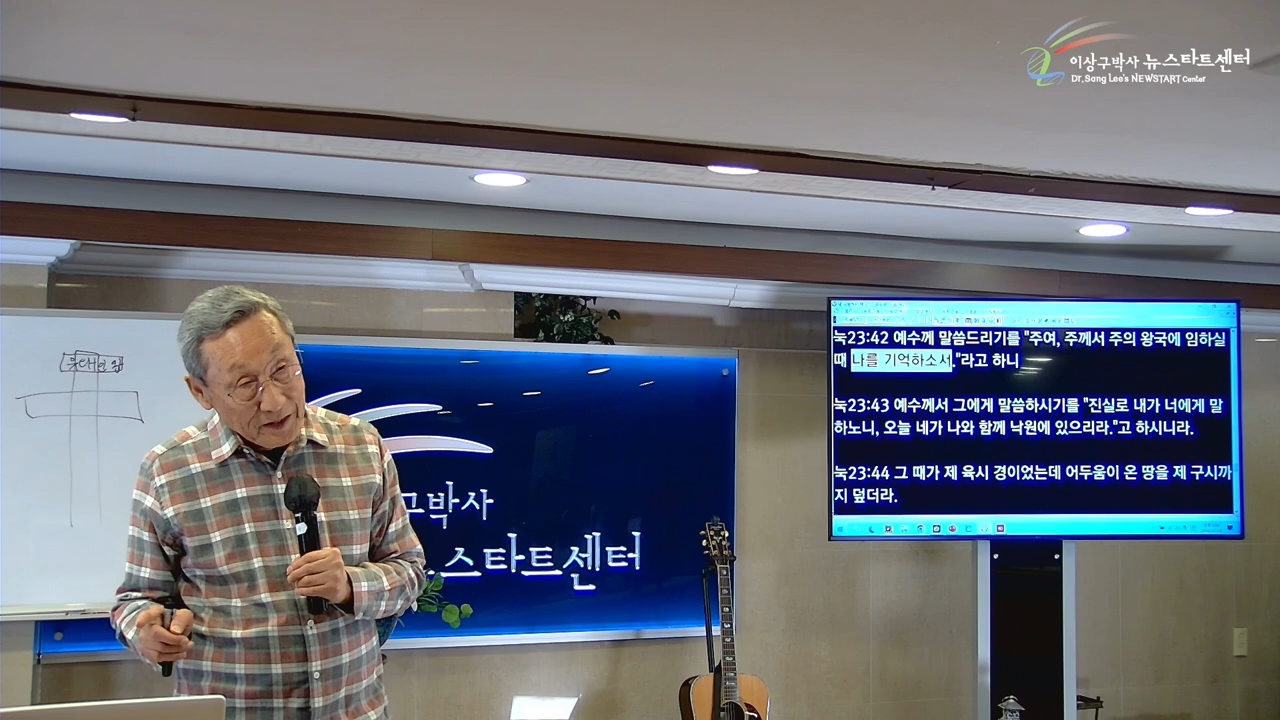 이상구박사 뉴스타트센터
Dr. Sang Lee's NEWSTART Center
구박사
뉴스타트센터
눅23:42 예수께 말씀드리기를 "주여, 주께서 주의 왕국에 임하실
때 나를 기억하소서."라고 하니
눅23:43 예수께서 그에게 말씀하시기를 "진실로 내가 너에게 말
하노니, 오늘 네가 나와 함께 낙원에 있으리라."고 하시니라.
눅23:44 그 때가 제 육시 경이었는데 어두움이 온 땅을 제 구시까
지 덮더라.